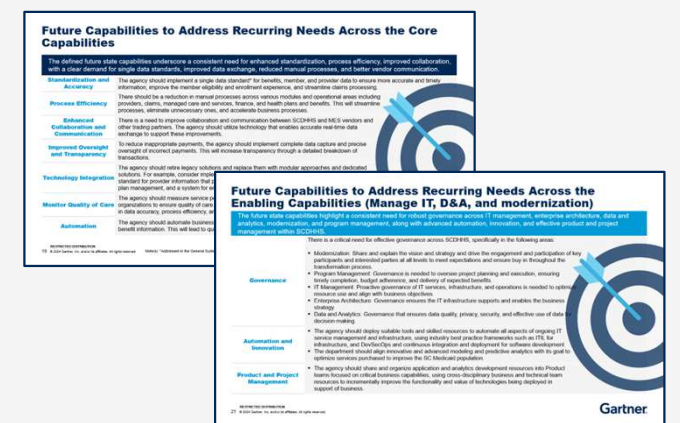 Future Capabilities to Address Recurring Needs Across the Core
Capabilities
The defined future state capabilities underscore a consistent need for enhanced standardization, process efficiency, improved collaboration,
with a clear demand for single data standards, improved data exchange, reduced manual processes, and better vendor communication.
Standardization and
Accuracy
The agency should implement a single data standard* for benefits, member, and provider data to ensure more accurate and timely
information, improve the member eligibility and enrollment experience, and streamline claims processing.
Process Efficiency
There should be a reduction in manual processes across various modules and operational areas including
providers, claims, managed care and services, finance, and health plans and benefits. This will streamline
processes, eliminate unnecessary ones, and accelerate business processes.
Enhanced
Collaboration and
Communication
There is a need to improve collaboration and communication between SCDHHS and MES vendors and
other trading partners. The agency should utilize technology that enables accurate real-time data
exchange to support these improvements.
Improved Oversight
and Transparency
To reduce inappropriate payments, the agency should implement complete data capture and precise
oversight of incorrect payments. This will increase transparency through a detailed breakdown of
transactions.
Technology Integration
The agency should retire legacy solutions and replace them with modular approaches and dedicated
solutions. For example, consider
standard for provider information that
plan management, and a system for
Monitor Quality of Care
The agency should measure service
organizations to ensure quality of care
in data accuracy, process efficiency,
Automation
The agency should automate business
benefit information. This will lead to
RESTRICTED DISTRIBUTION
© 2024 Gartner, Inc. and/or its affiliates. All rights reserved.
Future Capabilities to Address Recurring Needs Across the
Enabling Capabilities (Manage IT, D&A, and modernization)
The future state capabilities highlight a consistent need for robust governance across IT management, enterprise architecture, data and
analytics, modernization, and program management, along with advanced automation, innovation, and effective product and project
management within SCDHHS.
There is a critical need for effective governance across SCDHHS, specifically in the following areas:
Governance
• Modernization: Share and explain the vision and strategy and drive the engagement and participation of key
participants and interested parties at all levels to meet expectations and ensure buy in throughout the
transformation process.
• Program Management: Governance is needed to oversee project planning and execution, ensuring
timely completion, budget adherence, and delivery of expected benefits.
• IT Management: Proactive governance of IT services, infrastructure, and operations is needed to optimize
resource use and align with business objectives
• Enterprise Architecture: Governance ensures the IT infrastructure supports and enables the business
strategy
• Data and Analytics: Governance that ensures data quality, privacy, security, and effective use of data for
decision making.
Automation and
Innovation
• The agency should deploy suitable tools and skilled resources to automate all aspects of ongoing IT
service management and infrastructure, using industry best practice frameworks such as ITIL for
infrastructure, and DevSecOps and continuous integration and deployment for software development.
• The department should align innovative and advanced modeling and predictive analytics with its goal to
optimize services purchased to improve the SC Medicaid population.
Product and Project
Management
• The agency should share and organize application and analytics development resources into Product
teams focused on critical business capabilities, using cross-disciplinary business and technical team
resources to incrementally improve the functionality and value of technologies being deployed in
support of business.
RESTRICTED DISTRIBUTION
21 © 2024 Gartner, Inc. and/or its affiliates. All rights reserved.
Gartner